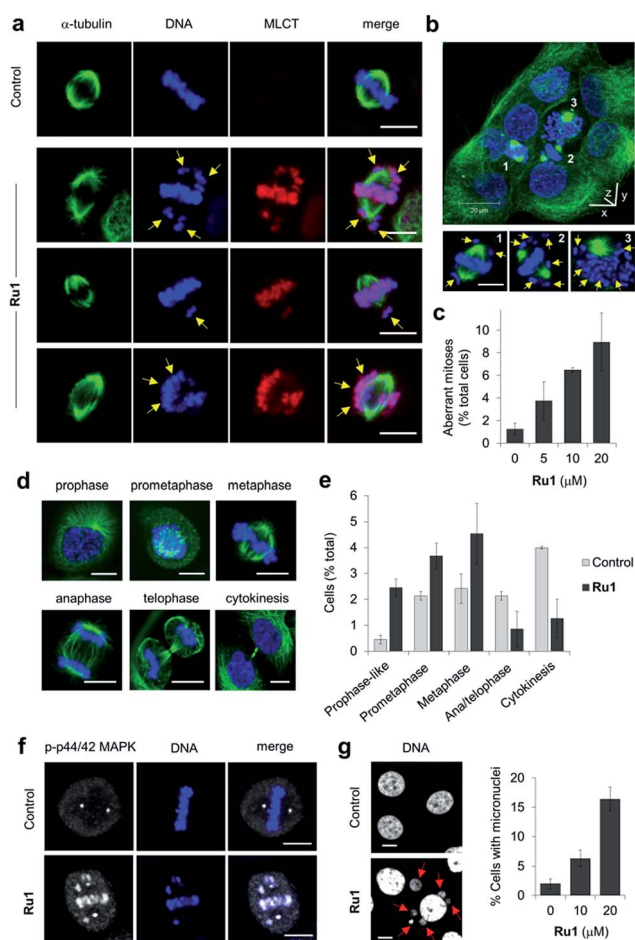 a
α-tubulin DNA MLCT merge
Control
Ru1
b
3
1
2
20 μm
z
y
x
1 2 3
c
Aberrant mitoses
(% total cells)
10
8
6
4
2
0
0 5 10 20
Ru1 (μM)
d
prophase prometaphase metaphase
anaphase telophase cytokinesis
e
Cells (% total)
6
5
4
3
2
1
0
Control
Ru1
Prophase-like
Prometaphase
Metaphase
Ana/telophase
Cytokinesis
f
p-p44/42 MAPK DNA merge
Control
Ru1
g
DNA
Control
Ru1
% Cells with micronuclei
20
15
10
5
0
0 10 20
Ru1 (μM)